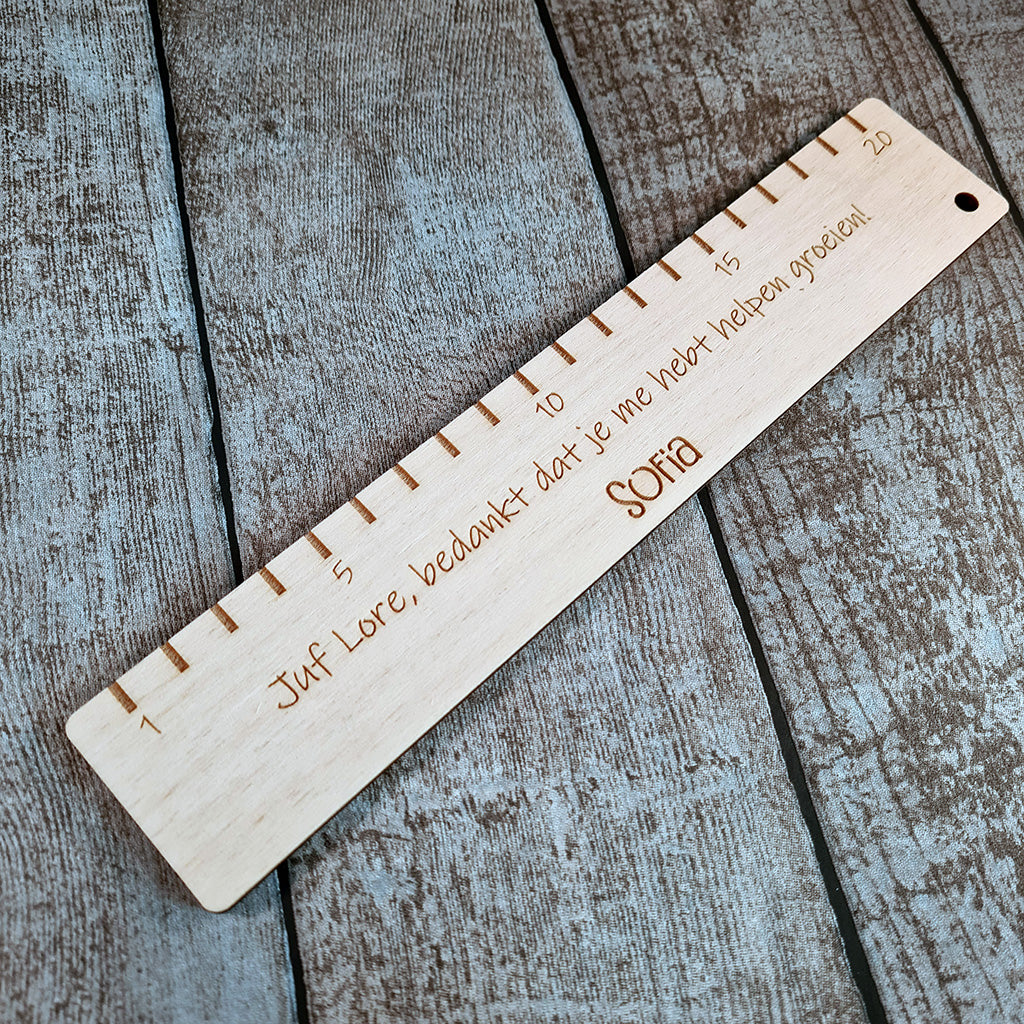 1 5 10 15 20
Juf Lore, bedankt dat je me hebt helpen groeien!
SOFia